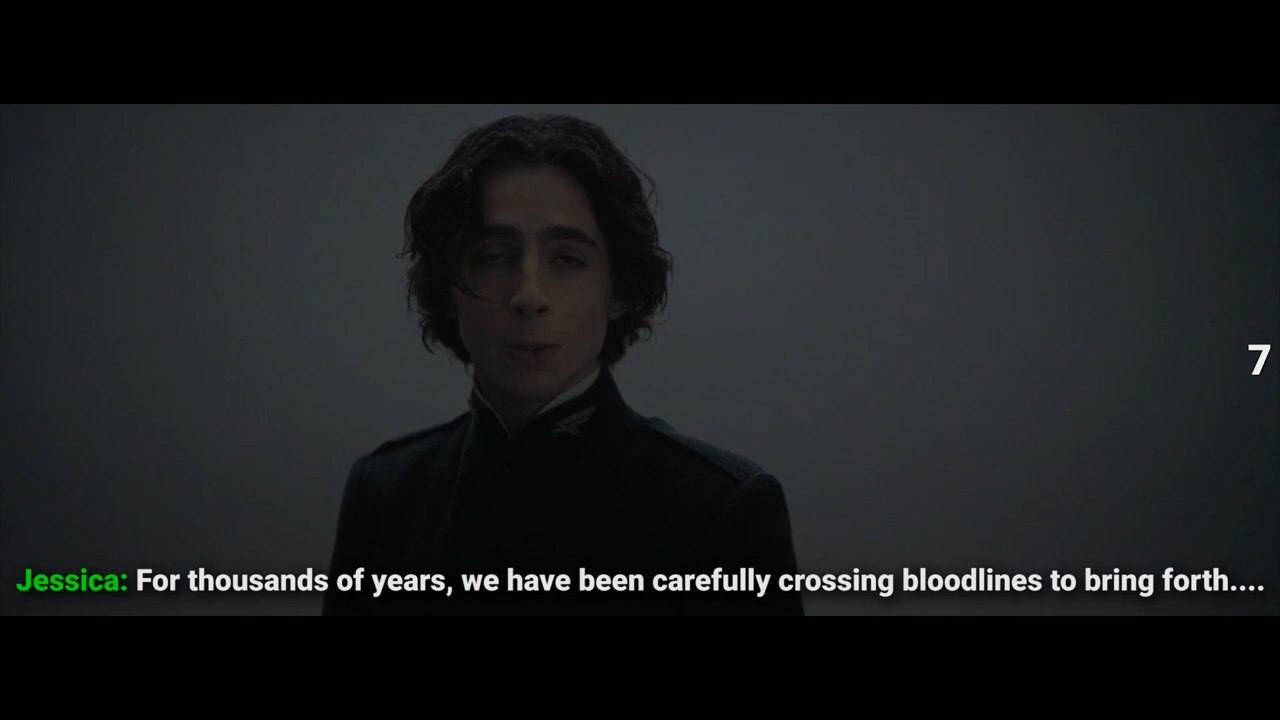 7
Jessica: For thousands of years, we have been carefully crossing bloodlines to bring forth....